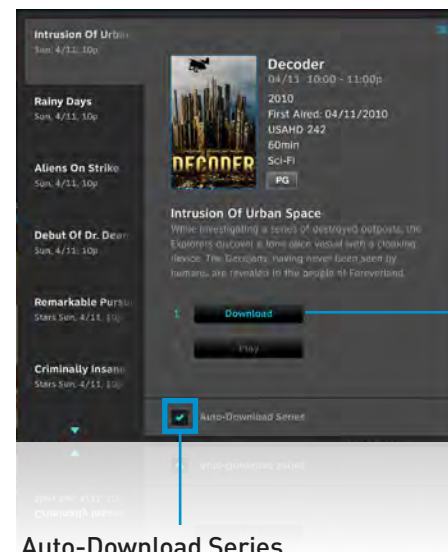 Intrusion Of Urban
Sun, 4/11, 10p
Rainy Days
Sun, 4/11, 10p
Aliens On Strike
Sun, 4/11, 10p
Debut Of Dr. Dean
Sun, 4/11, 10p
Remarkable Pursu
Stars Sun, 4/11, 10p
Criminally Insane
Stars Sun, 4/11, 10p
DECODER
Decoder
04/11 10:00 - 11:00p
2010
First Aired: 04/11/2010
USAHD 242
60min
Sci-Fi
PG
Intrusion Of Urban Space
While investigating a series of destroyed outposts, the
Explorers discover a lone alien vessel with a cloaking
device. The Decizians, having never been seen by
humans, are revealed to the people of Foreverland.
1 Download
Play
Auto-Download Series
Auto-Download Series